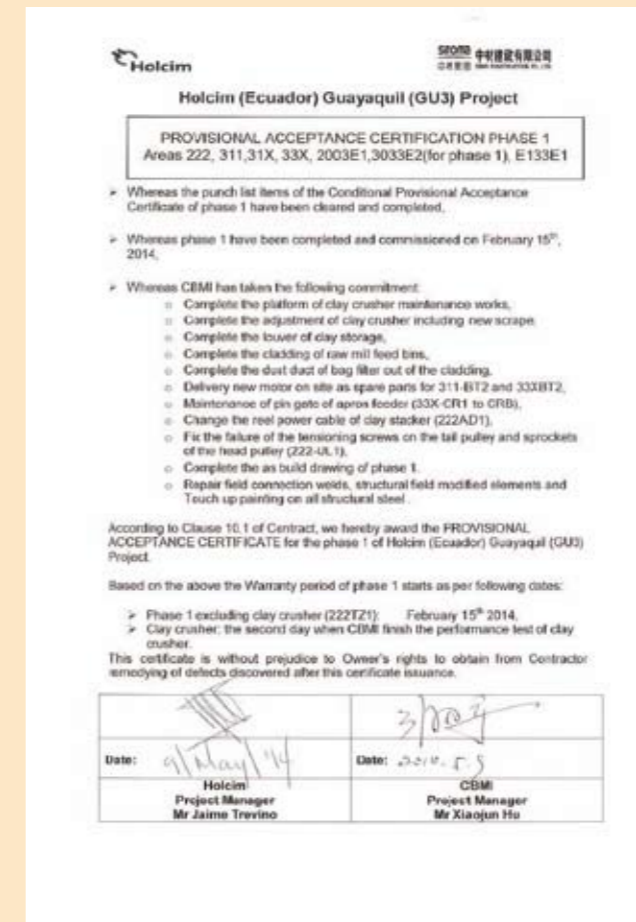 Holcim
sinoma 中材建设有限公司
Holcim (Ecuador) Guayaquil (GU3) Project
PROVISIONAL ACCEPTANCE CERTIFICATION PHASE 1
Areas 222, 311,31X, 33X, 2003E1,3033E2(for phase 1), E133E1
➢ Whereas the punch list items of the Conditional Provisional Acceptance
Certificate of phase 1 have been cleared and completed,
➢ Whereas phase 1 have been completed and commissioned on February 15th,
2014,
➢ Whereas CBMI has taken the following commitment:
o Complete the platform of clay crusher maintenance works,
o Complete the adjustment of clay crusher including new scrape,
o Complete the louver of clay storage,
o Complete the cladding of raw mill feed bins,
o Complete the dust duct of bag filter out of the cladding,
o Delivery new motor on site as spare parts for 311-BT2 and 33XBT2,
o Maintenance of pin gate of apron feeder (33X-CR1 to CRB),
o Change the reel power cable of clay stacker (222AD1),
o Fix the failure of the tensioning screws on the tail pulley and sprockets
of the head pulley (222-UL1),
o Complete the as build drawing of phase 1.
o Repair field connection welds, structural field modified elements and
Touch up painting on all structural steel.
According to Clause 10.1 of Contract, we hereby award the PROVISIONAL
ACCEPTANCE CERTIFICATE for the phase 1 of Holcim (Ecuador) Guayaquil (GU3)
Project.
Based on the above the Warranty period of phase 1 starts as per following dates:
➢ Phase 1 excluding clay crusher (222TZ1): February 15th 2014,
➢ Clay crusher: the second day when CBMI finish the performance test of clay
crusher.
This certificate is without prejudice to Owner's rights to obtain from Contractor
remedying of defects discovered after this certificate issuance.
Date: 9/May/14 Date:
Holcim CBMI
Project Manager Project Manager
Mr Jaime Trevino Mr Xiaojun Hu